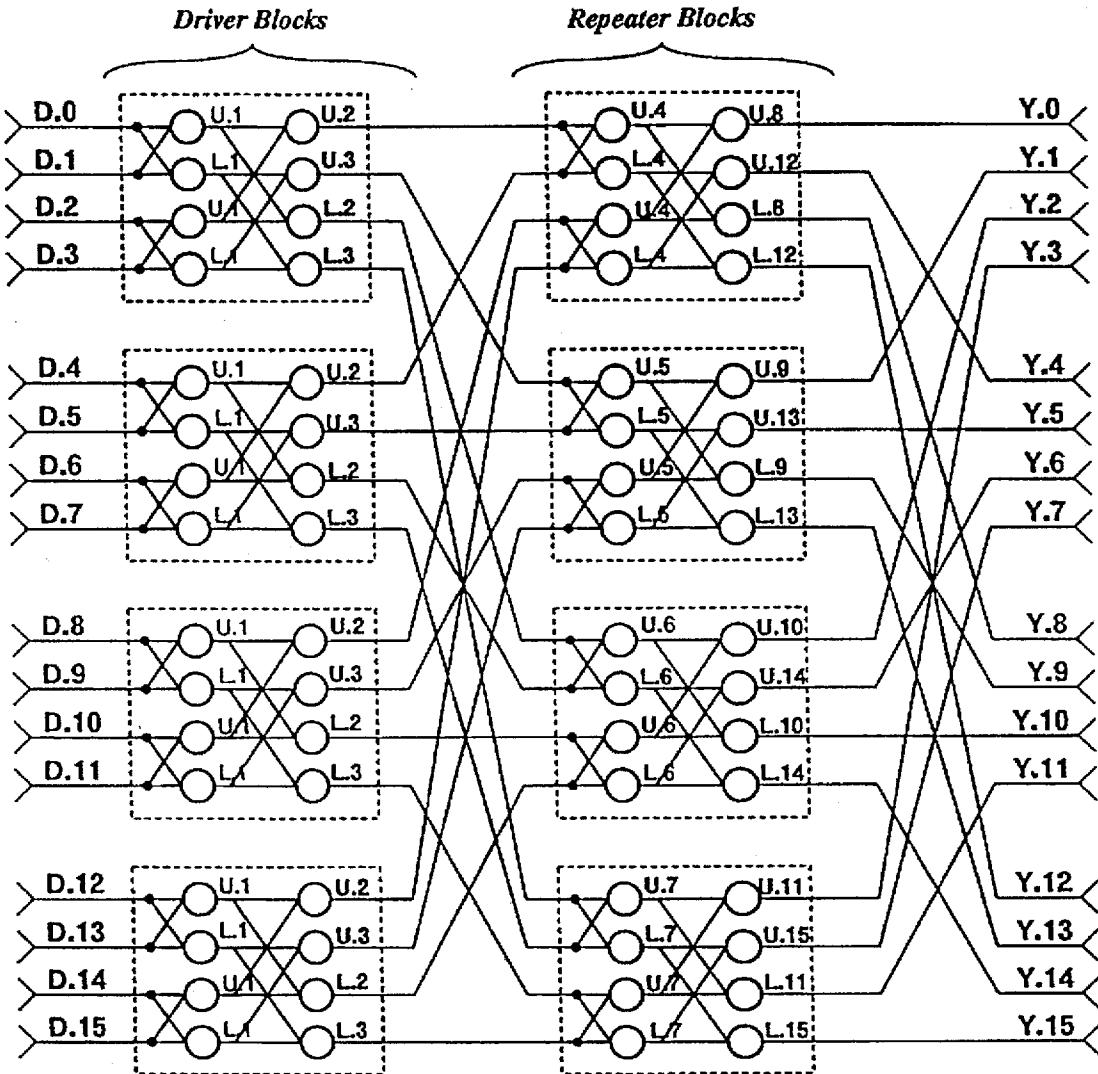 Driver Blocks Repeater Blocks
D.0 U.1 U.2 U.4 U.8 Y.0
D.1 L.1 U.3 L.4 U.12 Y.1
D.2 U.1 L.2 U.4 L.8 Y.2
D.3 L.1 L.3 L.4 L.12 Y.3
D.4 U.1 U.2 U.5 U.9 Y.4
D.5 L.1 U.3 L.5 U.13 Y.5
D.6 U.1 L.2 U.5 L.9 Y.6
D.7 L.1 L.3 L.5 L.13 Y.7
D.8 U.1 U.2 U.6 U.10 Y.8
D.9 L.1 U.3 L.6 U.14 Y.9
D.10 U.1 L.2 U.6 L.10 Y.10
D.11 L.1 L.3 L.6 L.14 Y.11
D.12 U.1 U.2 U.7 U.11 Y.12
D.13 L.1 U.3 L.7 U.15 Y.13
D.14 U.1 L.2 U.7 L.11 Y.14
D.15 L.1 L.3 L.7 L.15 Y.15